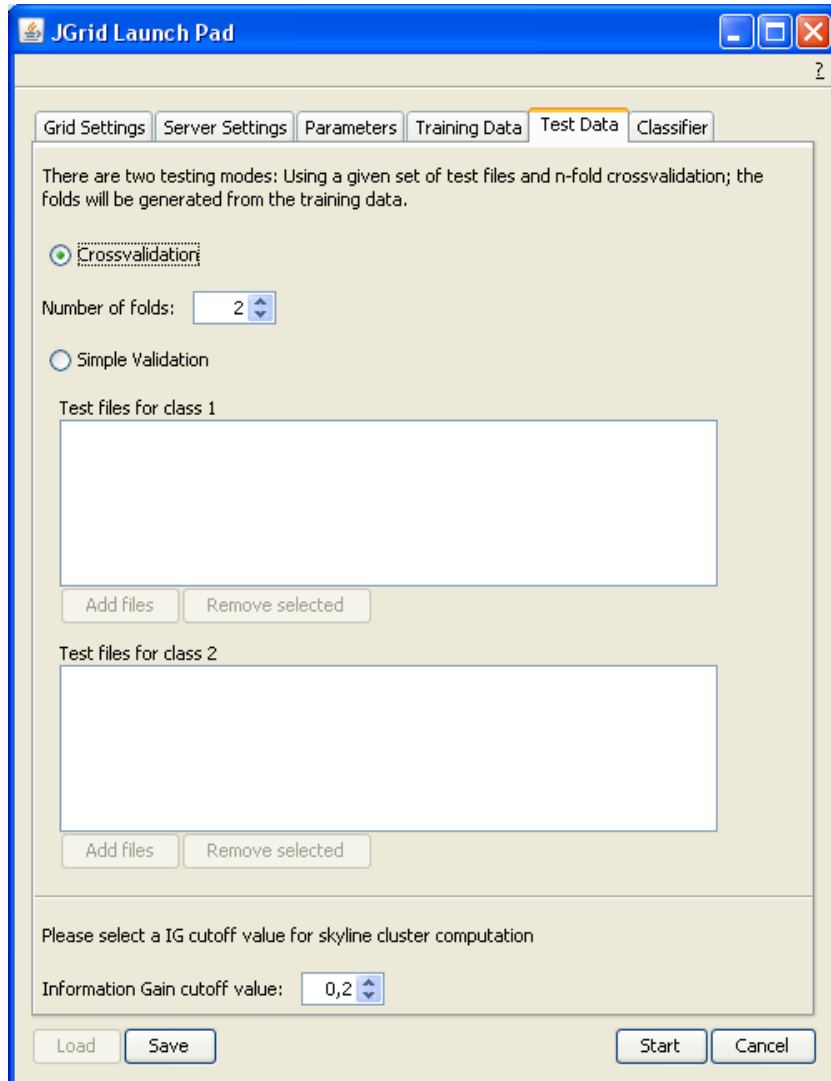 JGrid Launch Pad
?
Grid Settings Server Settings Parameters Training Data Test Data Classifier
There are two testing modes: Using a given set of test files and n-fold crossvalidation; the
folds will be generated from the training data.
Crossvalidation
Number of folds: 2
Simple Validation
Test files for class 1
Add files Remove selected
Test files for class 2
Add files Remove selected
Please select a IG cutoff value for skyline cluster computation
Information Gain cutoff value: 0,2
Load Save Start Cancel